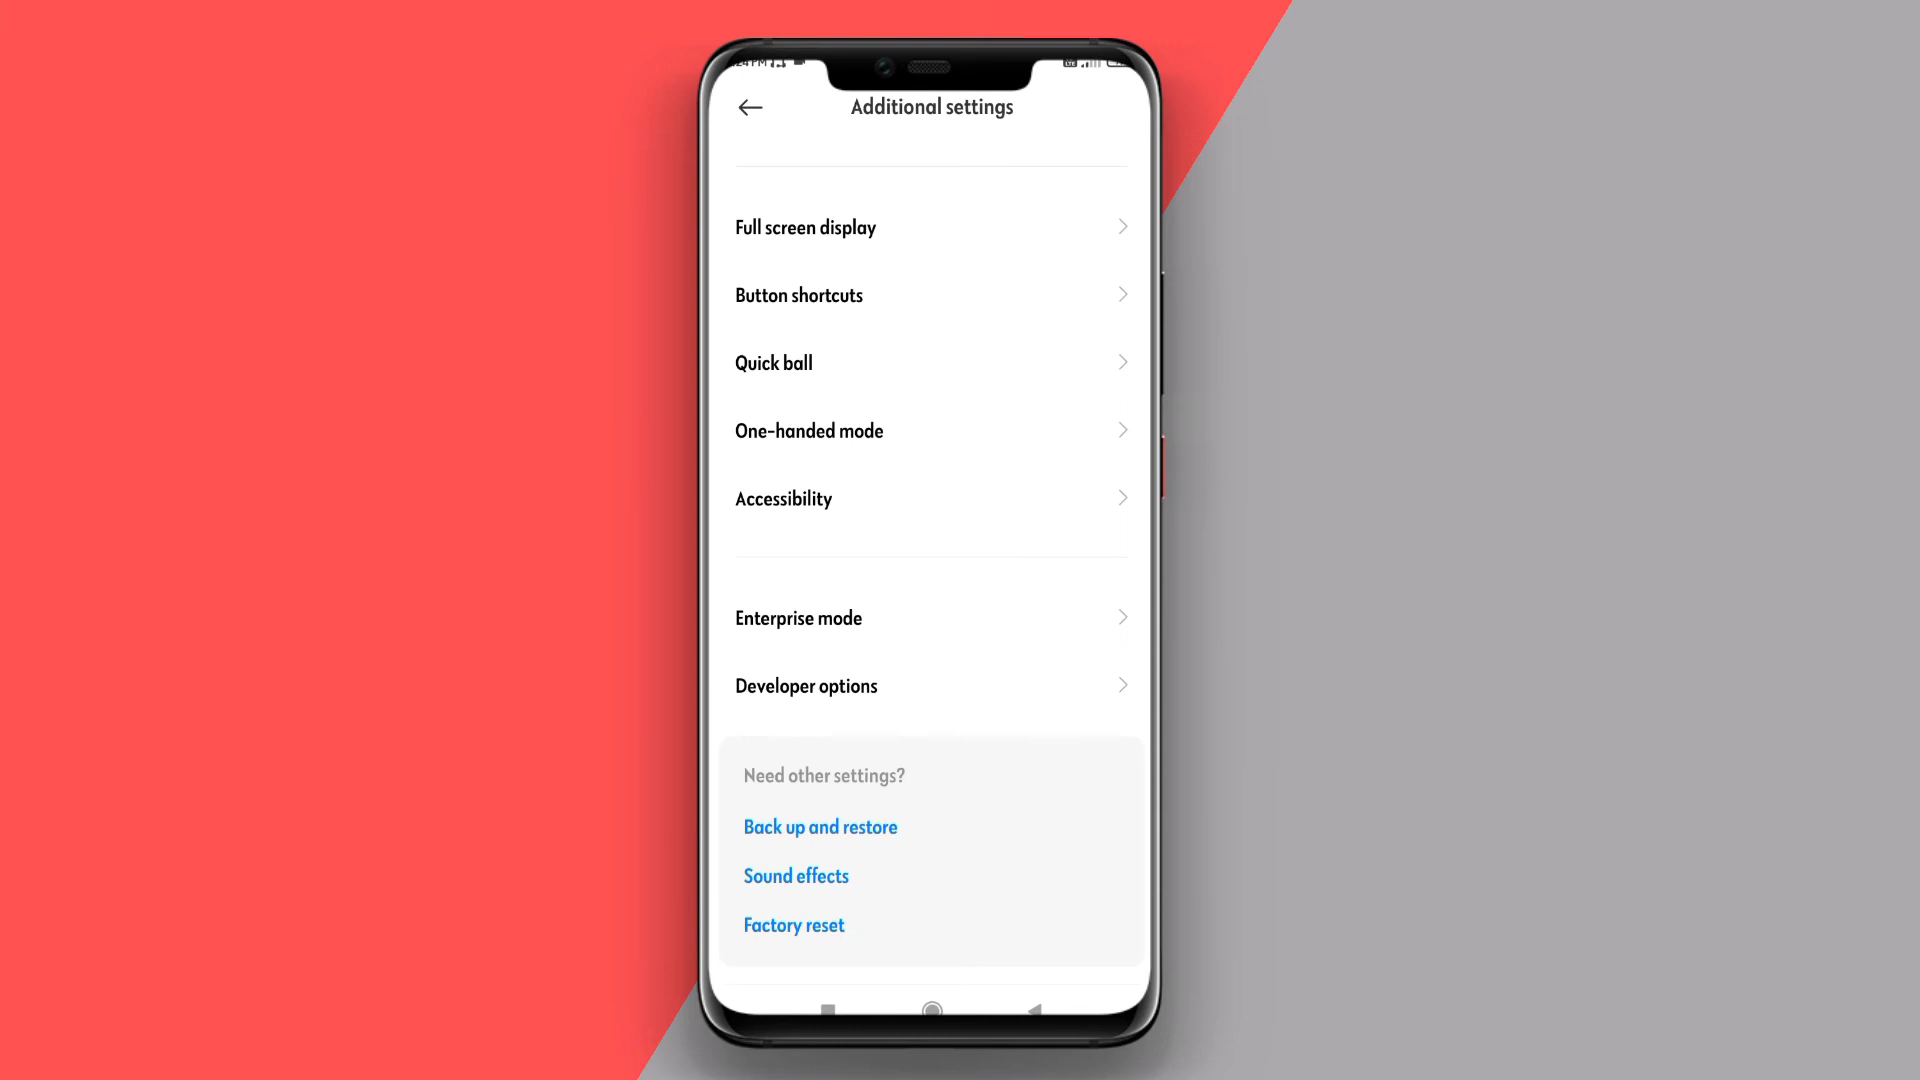 Additional settings
Full screen display
Button shortcuts
Quick ball
One-handed mode
Accessibility
Enterprise mode
Developer options
Need other settings?
Back up and restore
Sound effects
Factory reset